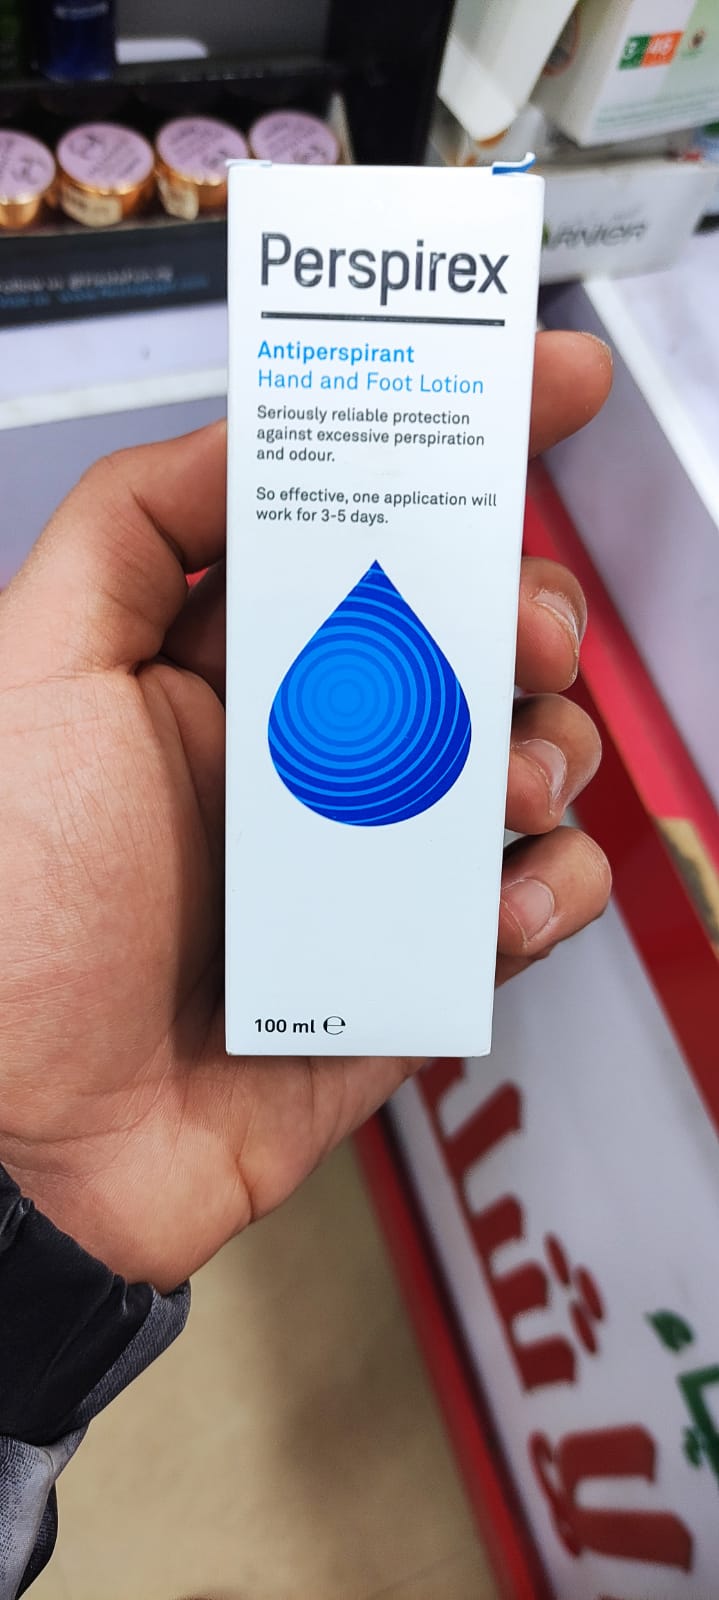 Perspirex
Antiperspirant
Hand and Foot Lotion
Seriously reliable protection
against excessive perspiration
and odour.
So effective, one application will
work for 3-5 days.
100 ml ℮